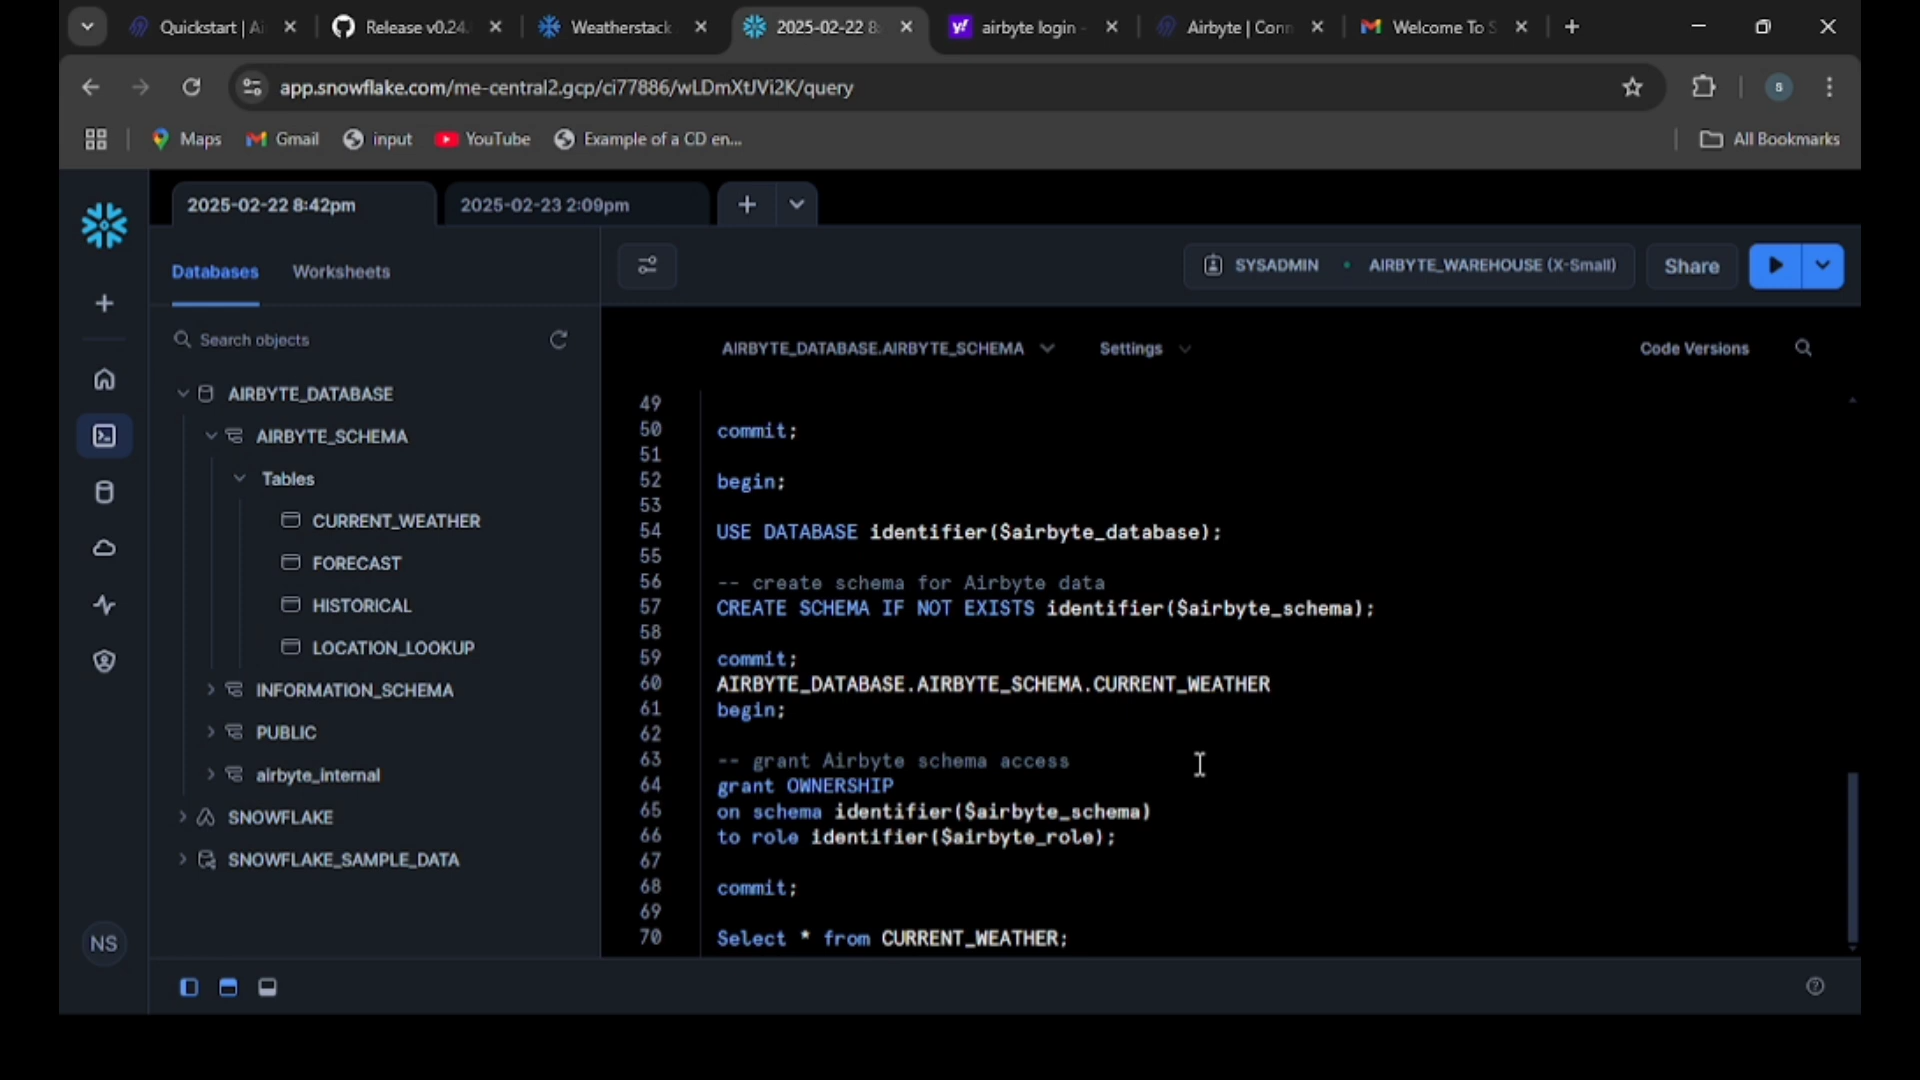 Quickstart | Ai
Release v0.24.
Weatherstack
2025-02-22 8:
airbyte login -
Airbyte | Conn
Welcome To S
app.snowflake.com/me-central2.gcp/ci77886/wLDmXtJVi2K/query
S
Maps
Gmail
input
YouTube
Example of a CD en...
All Bookmarks
2025-02-22 8:42pm
2025-02-23 2:09pm
Databases
Worksheets
SYSADMIN
AIRBYTE_WAREHOUSE (X-Small)
Share
Search objects
AIRBYTE_DATABASE.AIRBYTE_SCHEMA
Settings
Code Versions
AIRBYTE_DATABASE
AIRBYTE_SCHEMA
Tables
CURRENT_WEATHER
FORECAST
HISTORICAL
LOCATION_LOOKUP
INFORMATION_SCHEMA
PUBLIC
airbyte_internal
SNOWFLAKE
SNOWFLAKE_SAMPLE_DATA
NS
49
50 commit;
51
52 begin;
53
54 USE DATABASE identifier($airbyte_database);
55
56 -- create schema for Airbyte data
57 CREATE SCHEMA IF NOT EXISTS identifier($airbyte_schema);
58
59 commit;
60 AIRBYTE_DATABASE.AIRBYTE_SCHEMA.CURRENT_WEATHER
61 begin;
62
63 -- grant Airbyte schema access
64 grant OWNERSHIP
65 on schema identifier($airbyte_schema)
66 to role identifier($airbyte_role);
67
68 commit;
69
70 Select * from CURRENT_WEATHER;